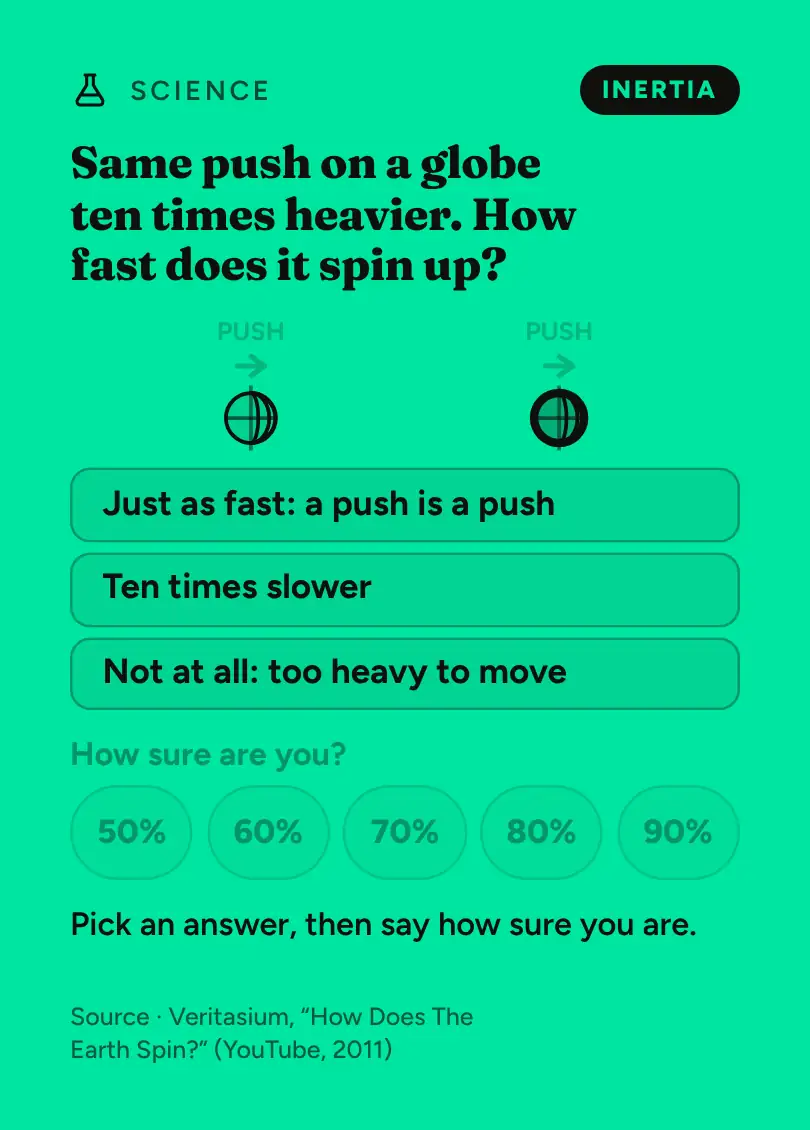 SCIENCE
INERTIA
Same push on a globe
ten times heavier. How
fast does it spin up?
PUSH
PUSH
Just as fast: a push is a push
Ten times slower
Not at all: too heavy to move
How sure are you?
50%
60%
70%
80%
90%
Pick an answer, then say how sure you are.
Source · Veritasium, “How Does The
Earth Spin?” (YouTube, 2011)